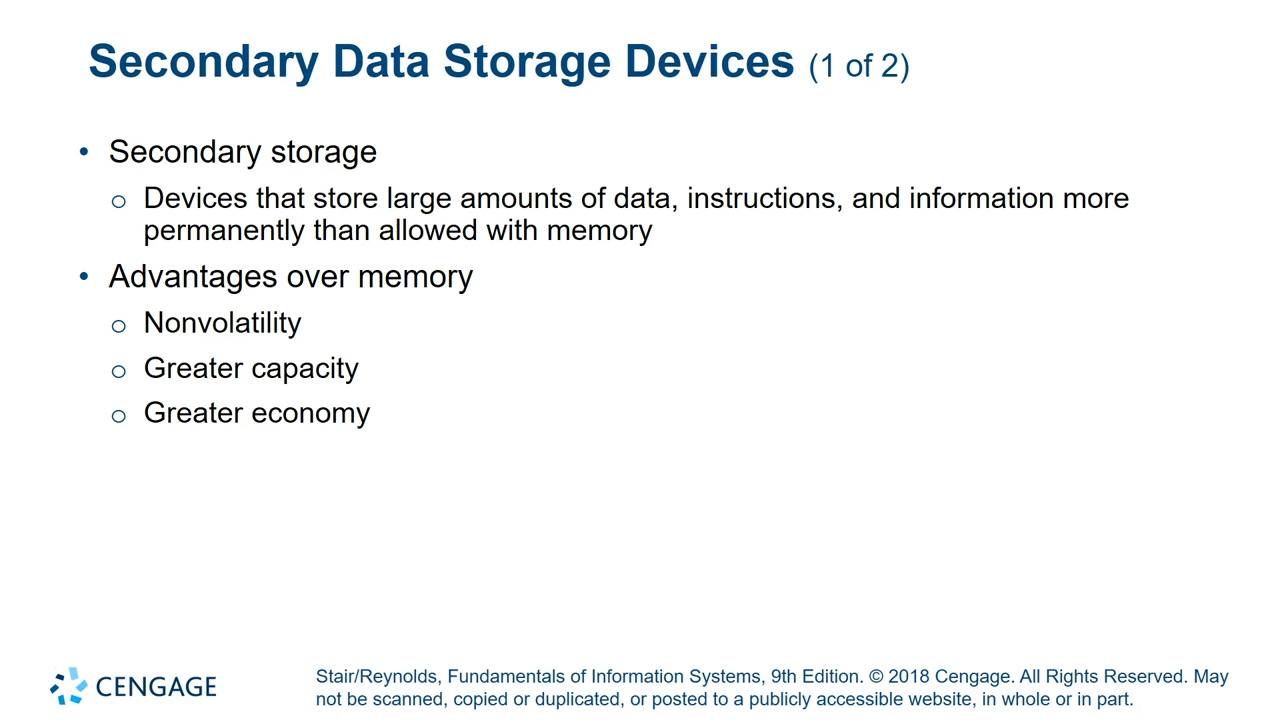 Secondary Data Storage Devices (1 of 2)
• Secondary storage
o Devices that store large amounts of data, instructions, and information more
permanently than allowed with memory
• Advantages over memory
o Nonvolatility
o Greater capacity
o Greater economy
CENGAGE
Stair/Reynolds, Fundamentals of Information Systems, 9th Edition. © 2018 Cengage. All Rights Reserved. May
not be scanned, copied or duplicated, or posted to a publicly accessible website, in whole or in part.